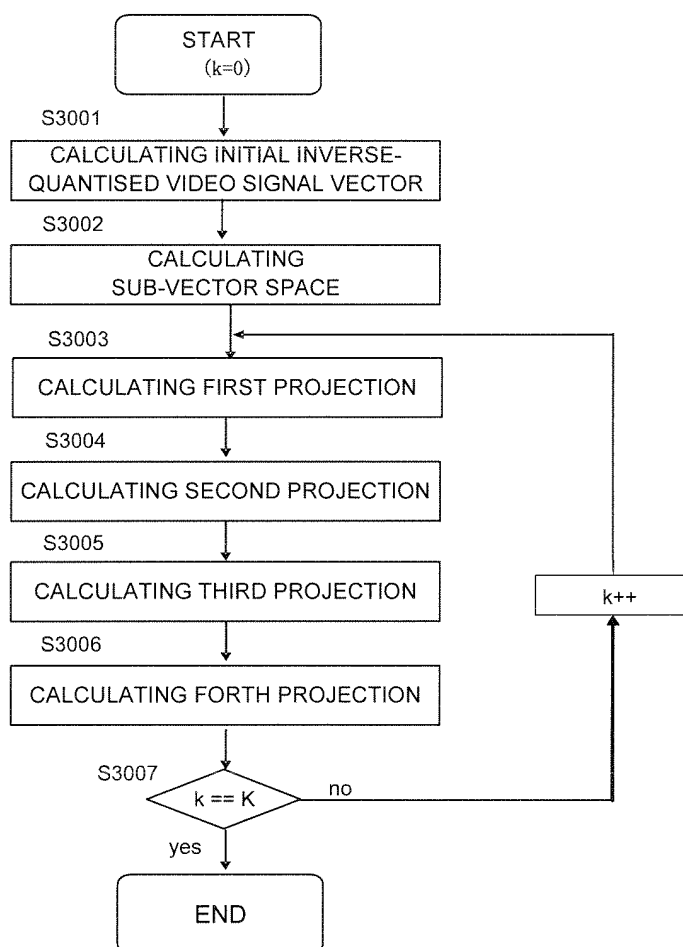 START
(k=0)
S3001
CALCULATING INITIAL INVERSE-
QUANTISED VIDEO SIGNAL VECTOR
S3002
CALCULATING
SUB-VECTOR SPACE
S3003
CALCULATING FIRST PROJECTION
S3004
CALCULATING SECOND PROJECTION
S3005
CALCULATING THIRD PROJECTION
k++
S3006
CALCULATING FORTH PROJECTION
S3007
k == K
no
yes
END